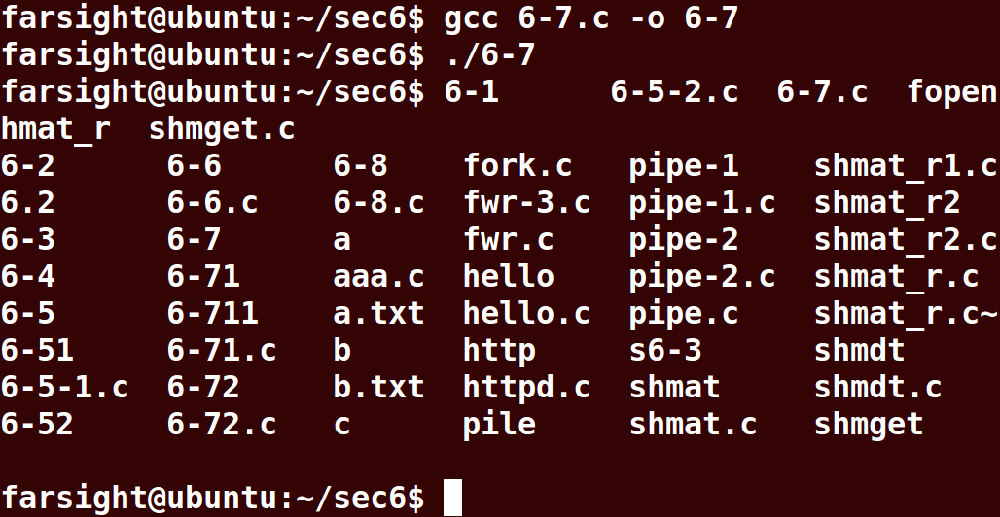 farsight@ubuntu:~/sec6$ gcc 6-7.c -o 6-7
farsight@ubuntu:~/sec6$ ./6-7
farsight@ubuntu:~/sec6$ 6-1      6-5-2.c  6-7.c  fopen
hmat_r  shmget.c
6-2      6-6      6-8    fork.c   pipe-1    shmat_r1.c
6.2      6-6.c    6-8.c  fwr-3.c  pipe-1.c  shmat_r2
6-3      6-7      a      fwr.c    pipe-2    shmat_r2.c
6-4      6-71     aaa.c  hello    pipe-2.c  shmat_r.c
6-5      6-711    a.txt  hello.c  pipe.c    shmat_r.c~
6-51     6-71.c   b      http     s6-3      shmdt
6-5-1.c  6-72     b.txt  httpd.c  shmat     shmdt.c
6-52     6-72.c   c      pile     shmat.c   shmget
farsight@ubuntu:~/sec6$